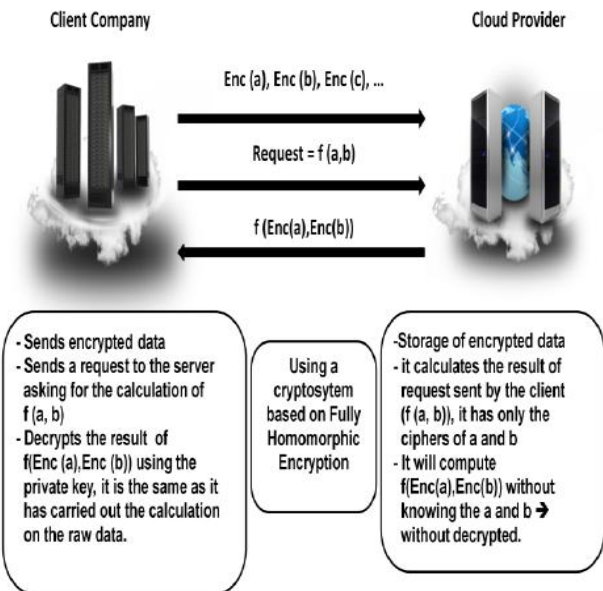 Client Company
Cloud Provider
Enc (a), Enc (b), Enc (c), ...
Request = f (a,b)
f (Enc(a),Enc(b))
- Sends encrypted data
- Sends a request to the server
asking for the calculation of
f (a, b)
- Decrypts the result of
f(Enc (a),Enc (b)) using the
private key, it is the same as it
has carried out the calculation
on the raw data.
Using a
cryptosytem
based on Fully
Homomorphic
Encryption
-Storage of encrypted data
- it calculates the result of
request sent by the client
(f (a, b)), it has only the
ciphers of a and b
- It will compute
f(Enc(a),Enc(b)) without
knowing the a and b ➔
without decrypted.